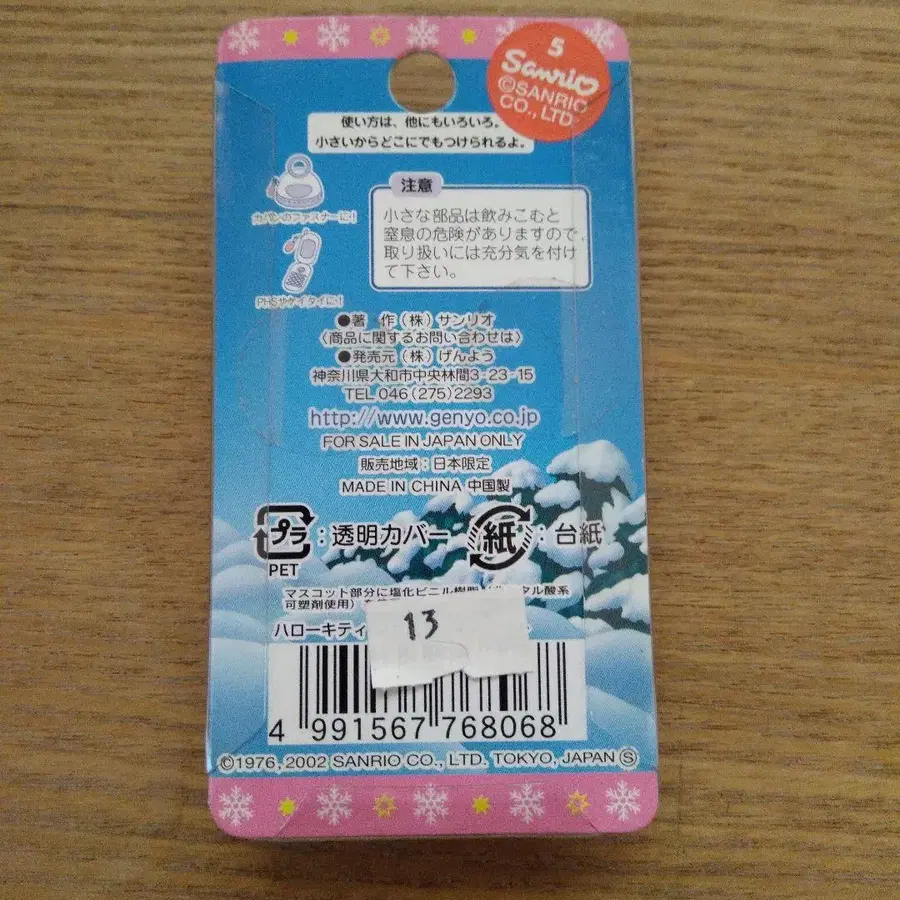 5
Sanrio
©SANRIO
CO., LTD.
使い方は、他にもいろいろ。
小さいからどこにでもつけられるよ。
カバンのファスナーに!
PHSやケイタイに!
注意
小さな部品は飲みこむと
窒息の危険がありますので、
取り扱いには充分気を付け
て下さい。
●著 作(株)サンリオ
〈商品に関するお問い合わせは〉
●発売元(株)げんよう
神奈川県大和市中央林間3-23-15
TEL 046(275)2293
http://www.genyo.co.jp
FOR SALE IN JAPAN ONLY
販売地域:日本限定
MADE IN CHINA 中国製
プラ:透明カバー 紙:台紙
PET
マスコット部分に塩化ビニル樹脂 タル酸系
可塑剤使用)
ハローキティ
13
4 991567 768068
©1976, 2002 SANRIO CO., LTD. TOKYO, JAPAN Ⓢ